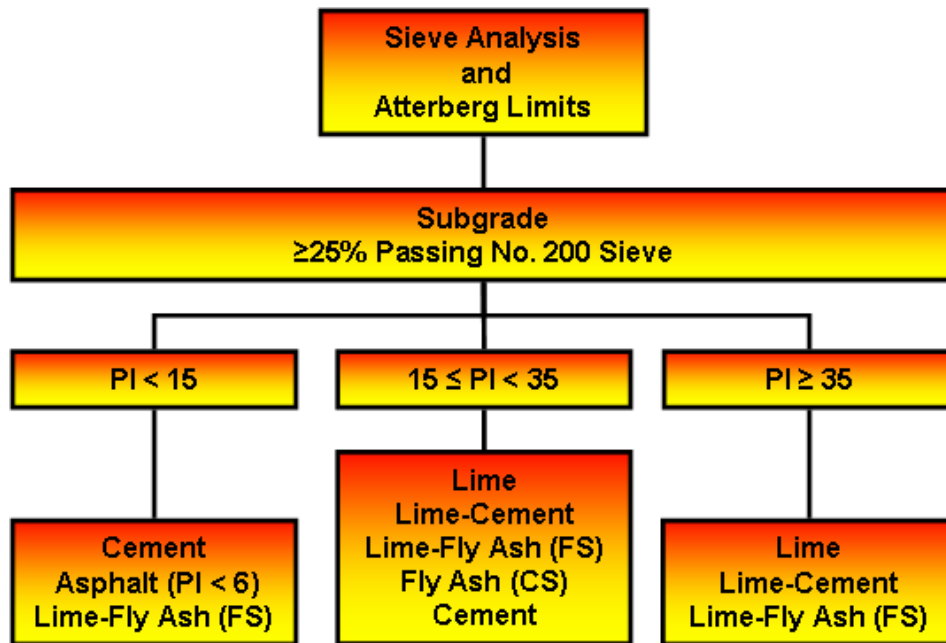 Sieve Analysis
and
Atterberg Limits
Subgrade
≥25% Passing No. 200 Sieve
PI < 15
15 ≤ PI < 35
PI ≥ 35
Cement
Asphalt (PI < 6)
Lime-Fly Ash (FS)
Lime
Lime-Cement
Lime-Fly Ash (FS)
Fly Ash (CS)
Cement
Lime
Lime-Cement
Lime-Fly Ash (FS)